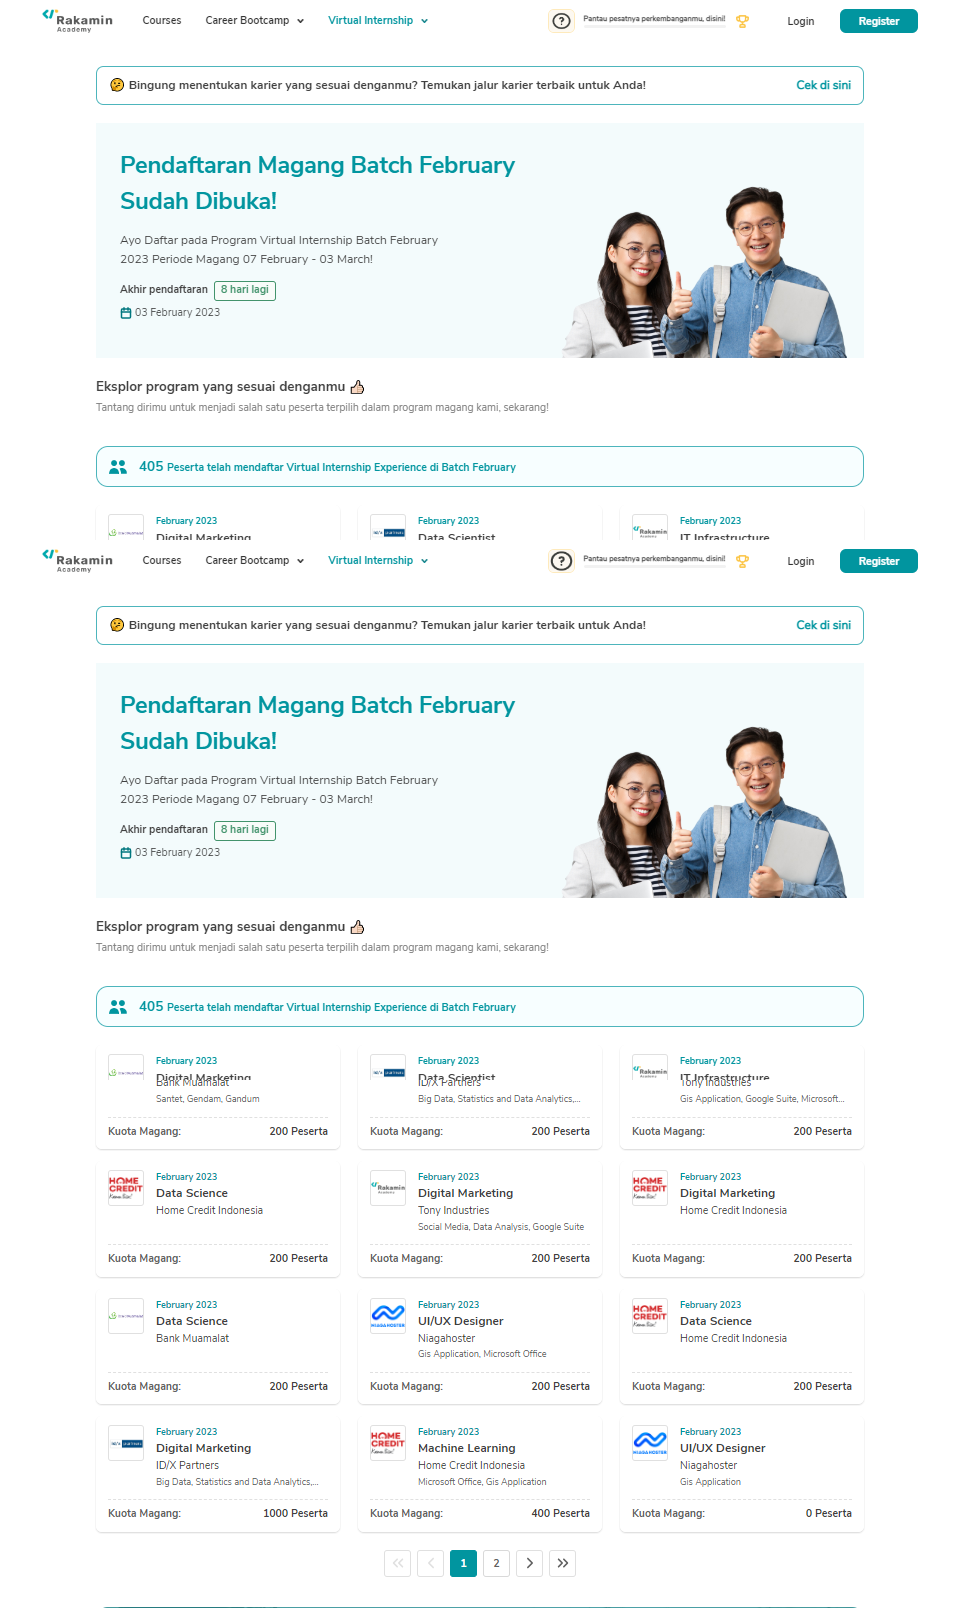 Rakamin
Academy
Courses
Career Bootcamp
Virtual Internship
?
Pantau pesatnya perkembanganmu, disini!
Login
Register
Bingung menentukan karier yang sesuai denganmu? Temukan jalur karier terbaik untuk Anda!
Cek di sini
Pendaftaran Magang Batch February
Sudah Dibuka!
Ayo Daftar pada Program Virtual Internship Batch February
2023 Periode Magang 07 February - 03 March!
Akhir pendaftaran 8 hari lagi
03 February 2023
Eksplor program yang sesuai denganmu
Tantang dirimu untuk menjadi salah satu peserta terpilih dalam program magang kami, sekarang!
405 Peserta telah mendaftar Virtual Internship Experience di Batch February
February 2023
Digital Marketing
February 2023
Data Scientist
Rakamin
February 2023
IT Infrastructure
Rakamin
Academy
Courses
Career Bootcamp
Virtual Internship
?
Pantau pesatnya perkembanganmu, disini!
Login
Register
Bingung menentukan karier yang sesuai denganmu? Temukan jalur karier terbaik untuk Anda!
Cek di sini
Pendaftaran Magang Batch February
Sudah Dibuka!
Ayo Daftar pada Program Virtual Internship Batch February
2023 Periode Magang 07 February - 03 March!
Akhir pendaftaran 8 hari lagi
03 February 2023
Eksplor program yang sesuai denganmu
Tantang dirimu untuk menjadi salah satu peserta terpilih dalam program magang kami, sekarang!
405 Peserta telah mendaftar Virtual Internship Experience di Batch February
February 2023
Digital Marketing
Bank Muamalat
Santet, Gendam, Gandum
Kuota Magang: 200 Peserta
February 2023
Data Scientist
ID/X Partners
Big Data, Statistics and Data Analytics,...
Kuota Magang: 200 Peserta
Rakamin
February 2023
IT Infrastructure
Tony Industries
Gis Application, Google Suite, Microsoft...
Kuota Magang: 200 Peserta
HOME
CREDIT
February 2023
Data Science
Home Credit Indonesia
Kuota Magang: 200 Peserta
Rakamin
February 2023
Digital Marketing
Tony Industries
Social Media, Data Analysis, Google Suite
Kuota Magang: 200 Peserta
HOME
CREDIT
February 2023
Digital Marketing
Home Credit Indonesia
Kuota Magang: 200 Peserta
February 2023
Data Science
Bank Muamalat
Kuota Magang: 200 Peserta
NIAGAHOSTER
February 2023
UI/UX Designer
Niagahoster
Gis Application, Microsoft Office
Kuota Magang: 200 Peserta
HOME
CREDIT
February 2023
Data Science
Home Credit Indonesia
Kuota Magang: 200 Peserta
February 2023
Digital Marketing
ID/X Partners
Big Data, Statistics and Data Analytics,...
Kuota Magang: 1000 Peserta
HOME
CREDIT
February 2023
Machine Learning
Home Credit Indonesia
Microsoft Office, Gis Application
Kuota Magang: 400 Peserta
NIAGAHOSTER
February 2023
UI/UX Designer
Niagahoster
Gis Application
Kuota Magang: 0 Peserta
1
2